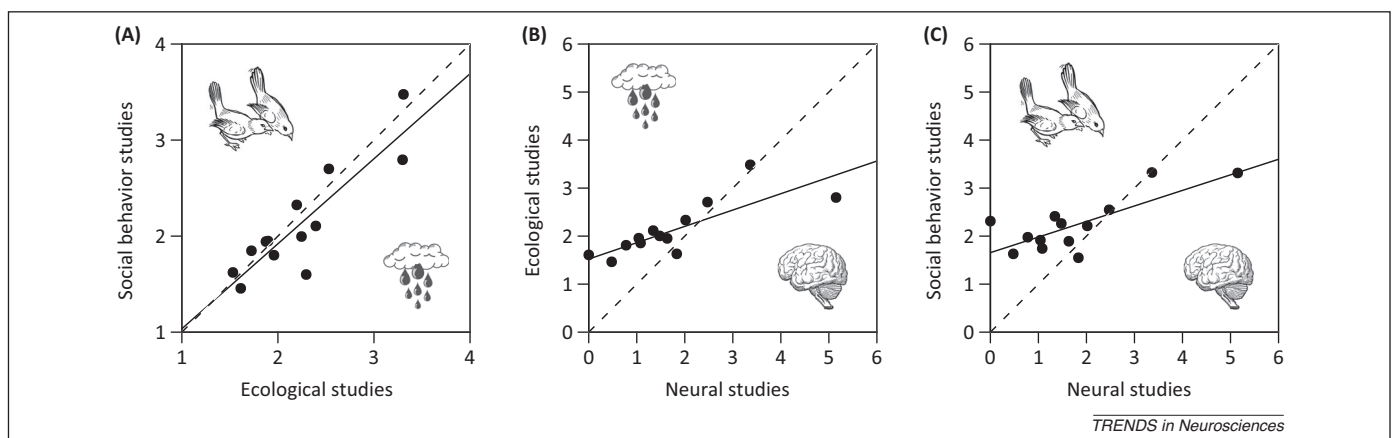 (A)
4
3
2
1
1 2 3 4
Social behavior studies
Ecological studies
(B)
6
5
4
3
2
1
0
0 1 2 3 4 5 6
Ecological studies
Neural studies
(C)
6
5
4
3
2
1
0
0 1 2 3 4 5 6
Social behavior studies
Neural studies
TRENDS in Neurosciences